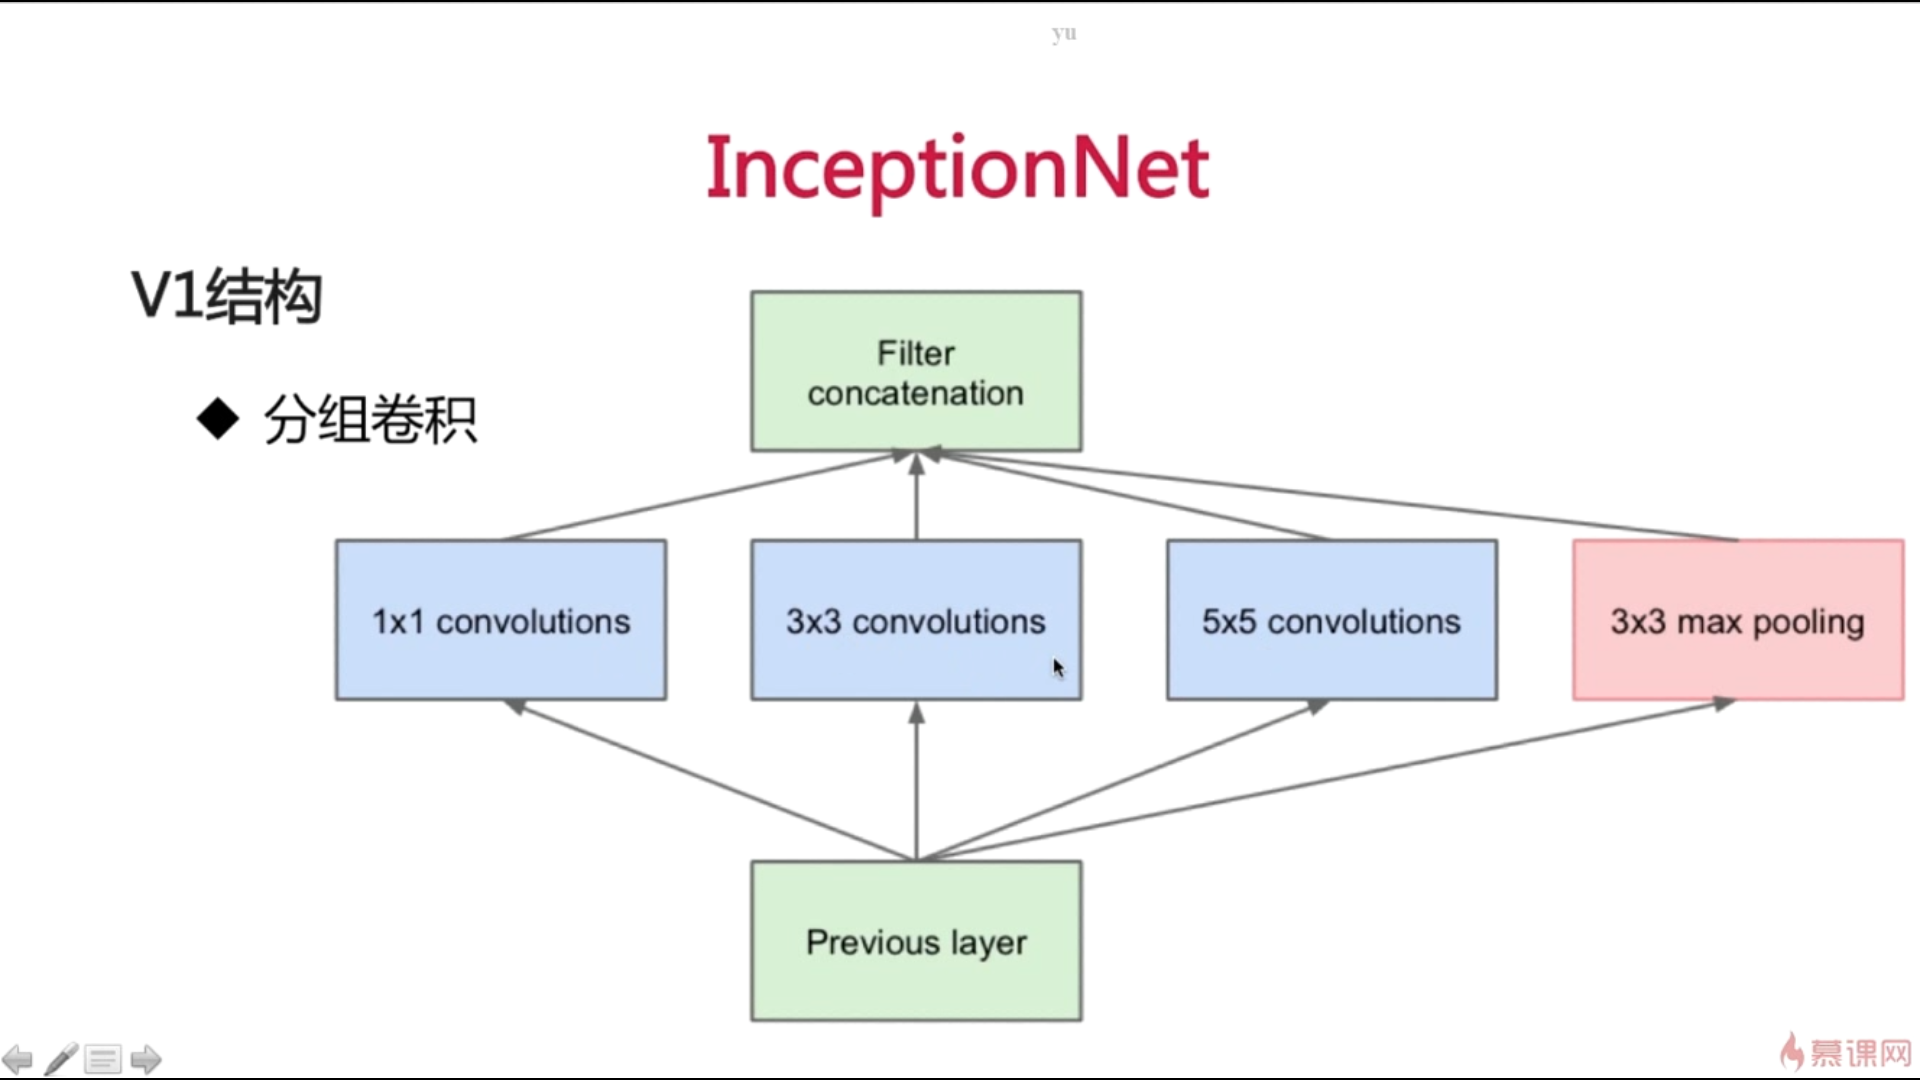 yu
InceptionNet
V1结构
◆ 分组卷积
Filter
concatenation
1x1 convolutions
3x3 convolutions
5x5 convolutions
3x3 max pooling
Previous layer
慕课网